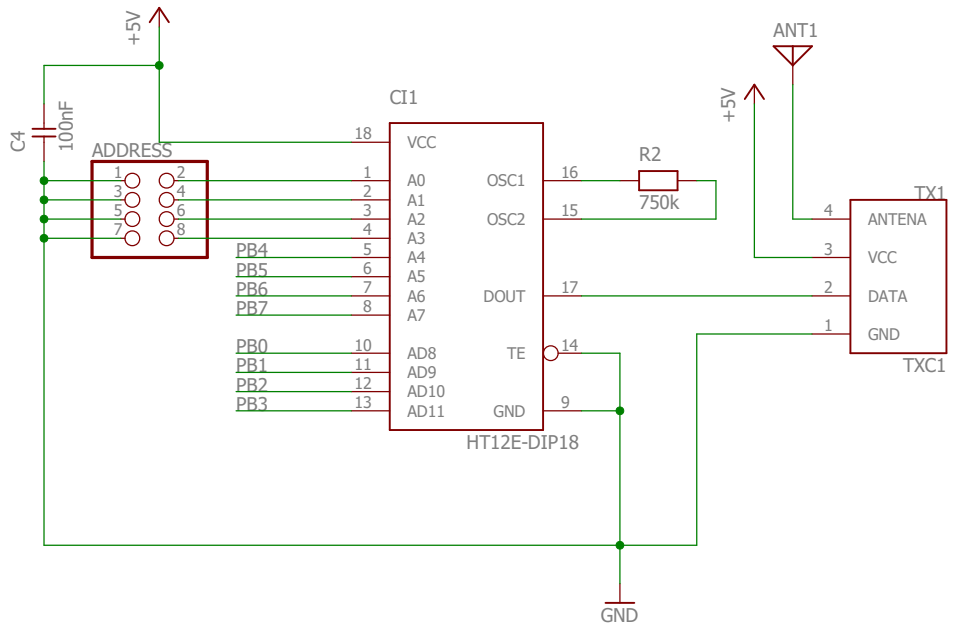 +5V
ANT1
C4
100nF
CI1
+5V
ADDRESS
1 2
3 4
5 6
7 8
18 VCC
1 A0
2 A1
3 A2
4 A3
PB4 5 A4
PB5 6 A5
PB6 7 A6
PB7 8 A7
PB0 10 AD8
PB1 11 AD9
PB2 12 AD10
PB3 13 AD11
OSC1 16
OSC2 15
DOUT 17
TE 14
GND 9
HT12E-DIP18
R2
750k
TX1
4 ANTENA
3 VCC
2 DATA
1 GND
TXC1
GND